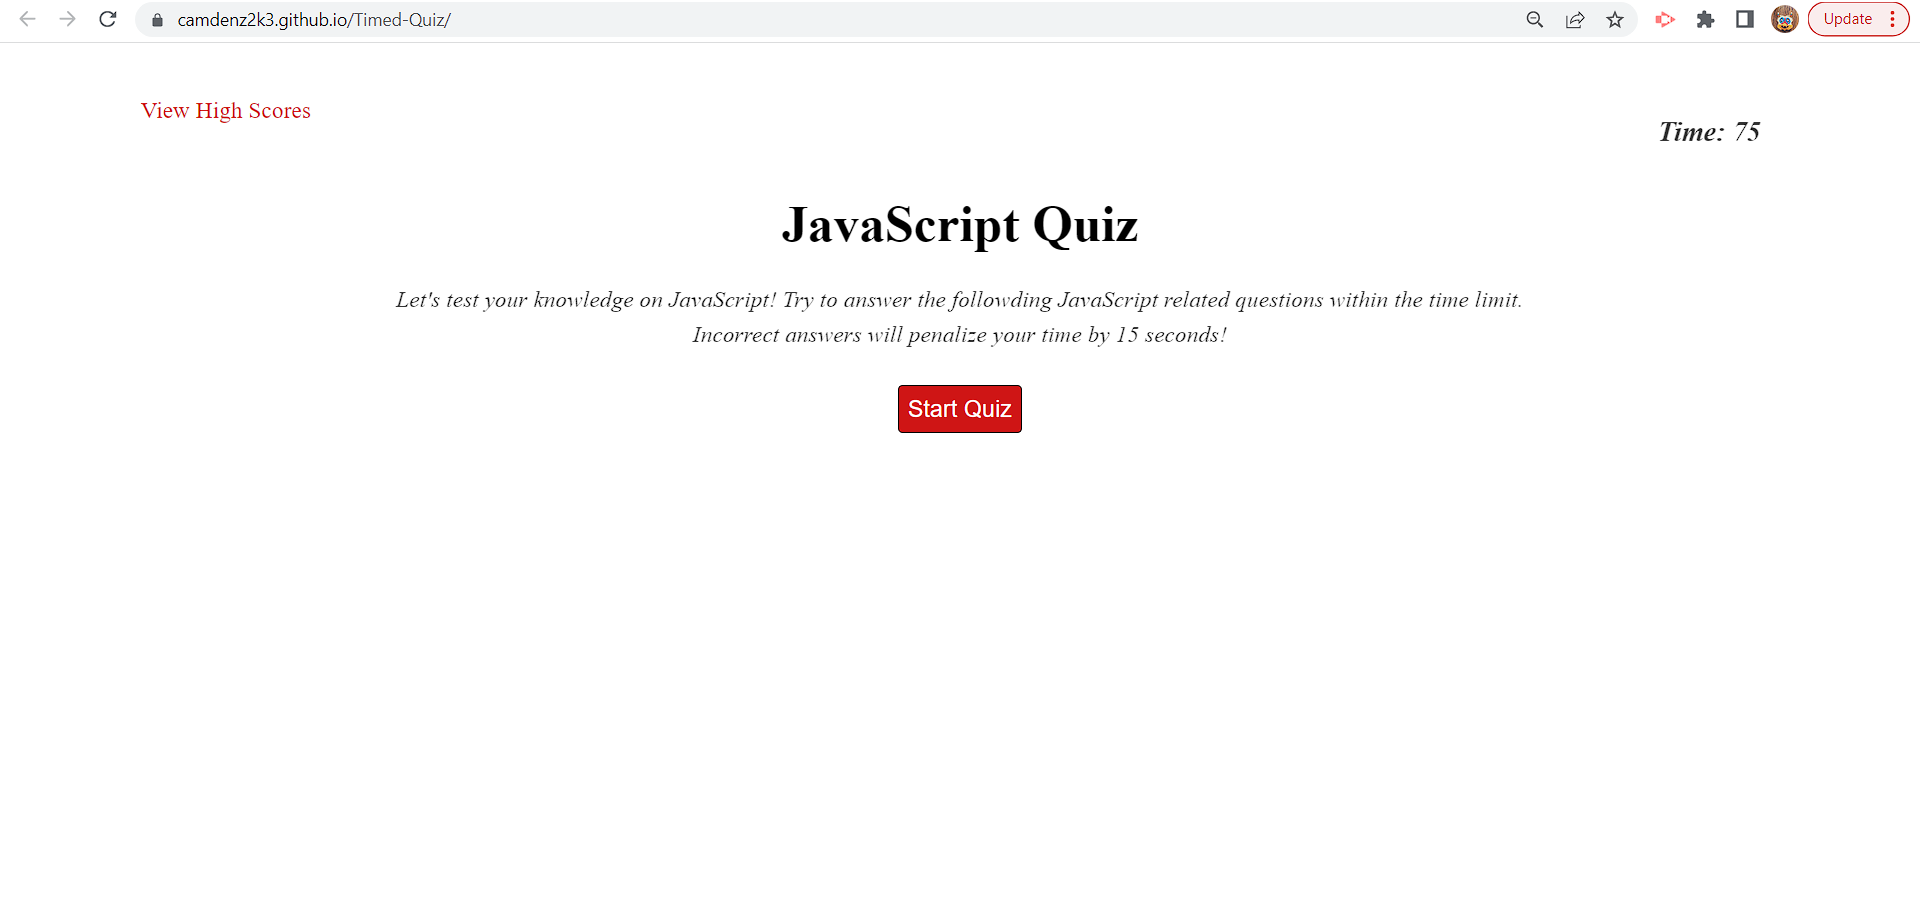 camdenz2k3.github.io/Timed-Quiz/
Update
View High Scores
Time: 75
JavaScript Quiz
Let's test your knowledge on JavaScript! Try to answer the followding JavaScript related questions within the time limit.
Incorrect answers will penalize your time by 15 seconds!
Start Quiz